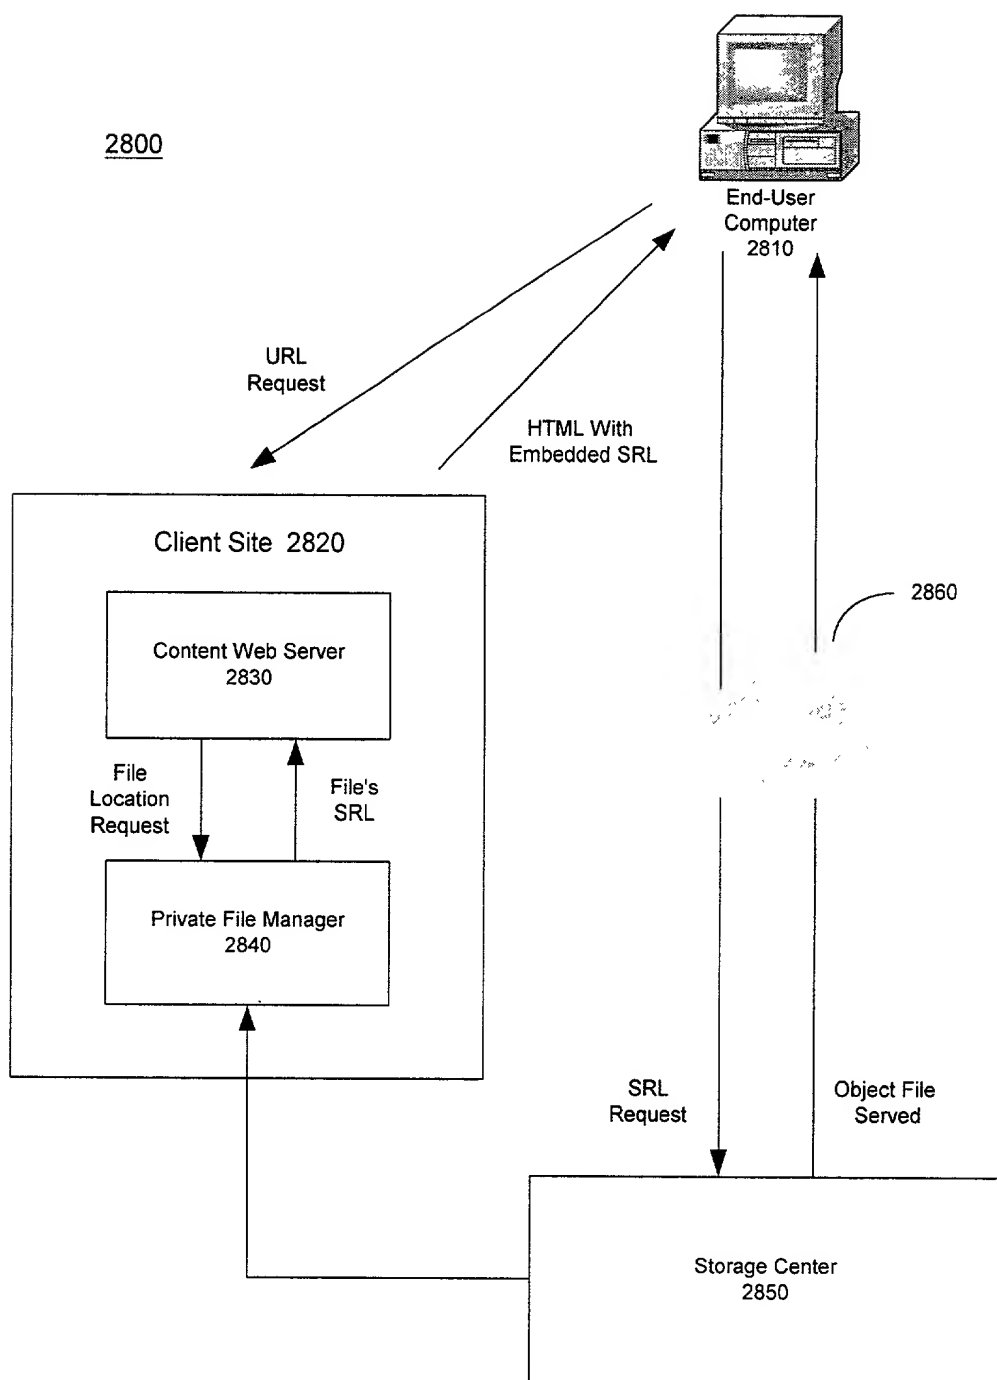 2800
End-User
Computer
2810
URL
Request
HTML With
Embedded SRL
Client Site 2820
2860
Content Web Server
2830
File
Location
Request
File's
SRL
Private File Manager
2840
SRL
Request
Object File
Served
Storage Center
2850